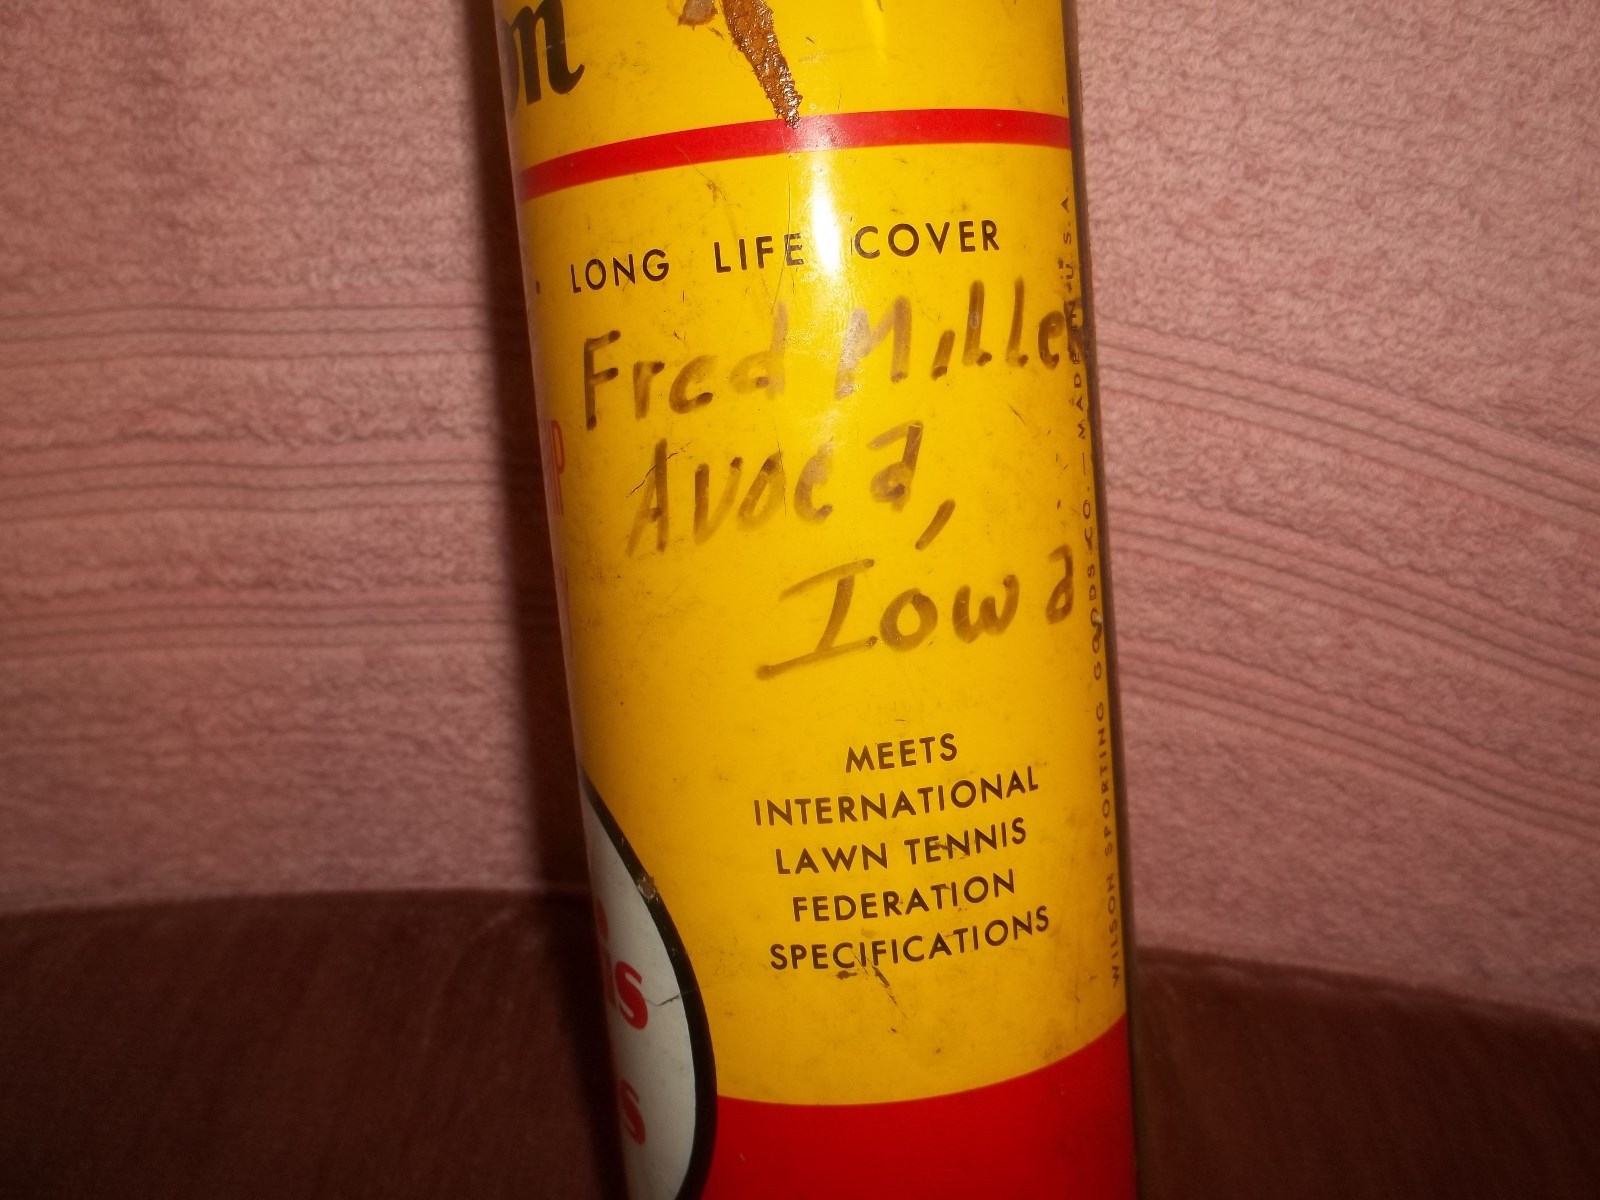 LONG LIFE COVER
Fred Miller
Avoca,
Iowa
MEETS
INTERNATIONAL
LAWN TENNIS
FEDERATION
SPECIFICATIONS
WILSON SPORTING GOODS CO. — MADE IN U.S.A.